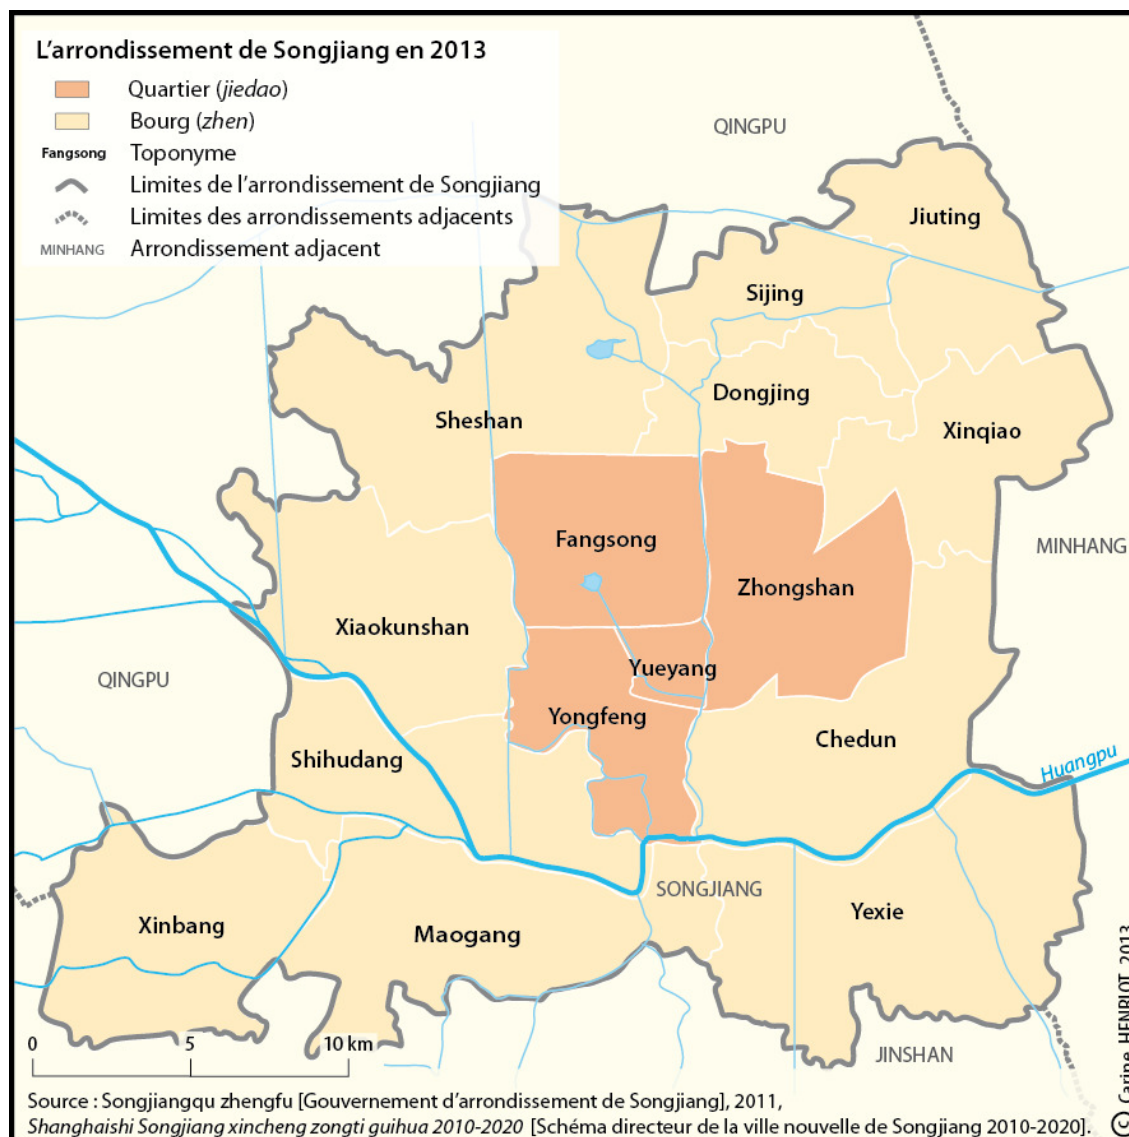 L'arrondissement de Songjiang en 2013
Quartier (jiedao)
Bourg (zhen)
Fangsong Toponyme
Limites de l'arrondissement de Songjiang
Limites des arrondissements adjacents
MINHANG Arrondissement adjacent
QINGPU
Jiuting
Sijing
Dongjing
Sheshan
Xinqiao
Fangsong
MINHANG
Zhongshan
Xiaokunshan
Yueyang
QINGPU
Yongfeng
Chedun
Shihudang
Huangpu
SONGJIANG
Yexie
Xinbang
Maogang
JINSHAN
0 5 10 km
Source : Songjiangqu zhengfu [Gouvernement d'arrondissement de Songjiang], 2011,
Shanghaishi Songjiang xincheng zongti guihua 2010-2020 [Schéma directeur de la ville nouvelle de Songjiang 2010-2020].
© Carine HENRIOT, 2013